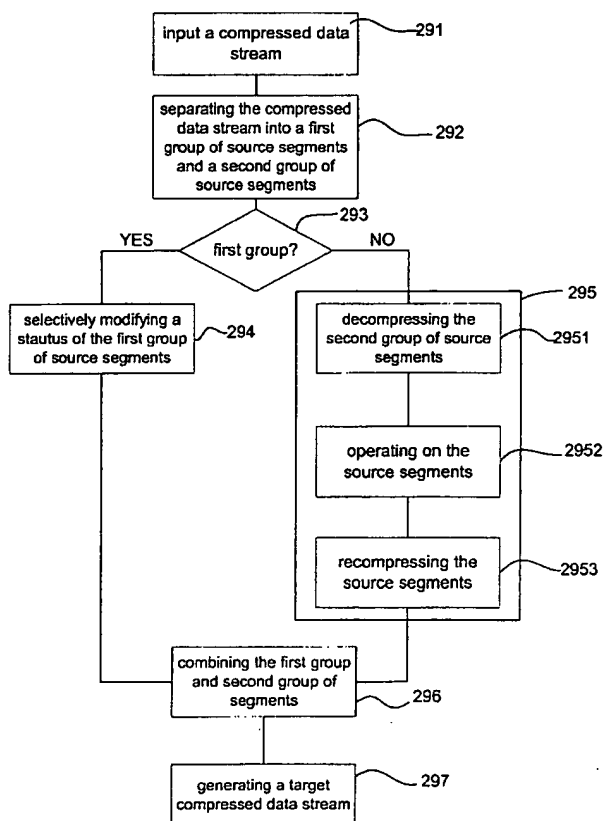 input a compressed data
stream
291
separating the compressed
data stream into a first
group of source segments
and a second group of
source segments
292
293
YES
first group?
NO
295
selectively modifying a
stautus of the first group
of source segments
294
decompressing the
second group of source
segments
2951
operating on the
source segments
2952
recompressing the
source segments
2953
combining the first group
and second group of
segments
296
generating a target
compressed data stream
297